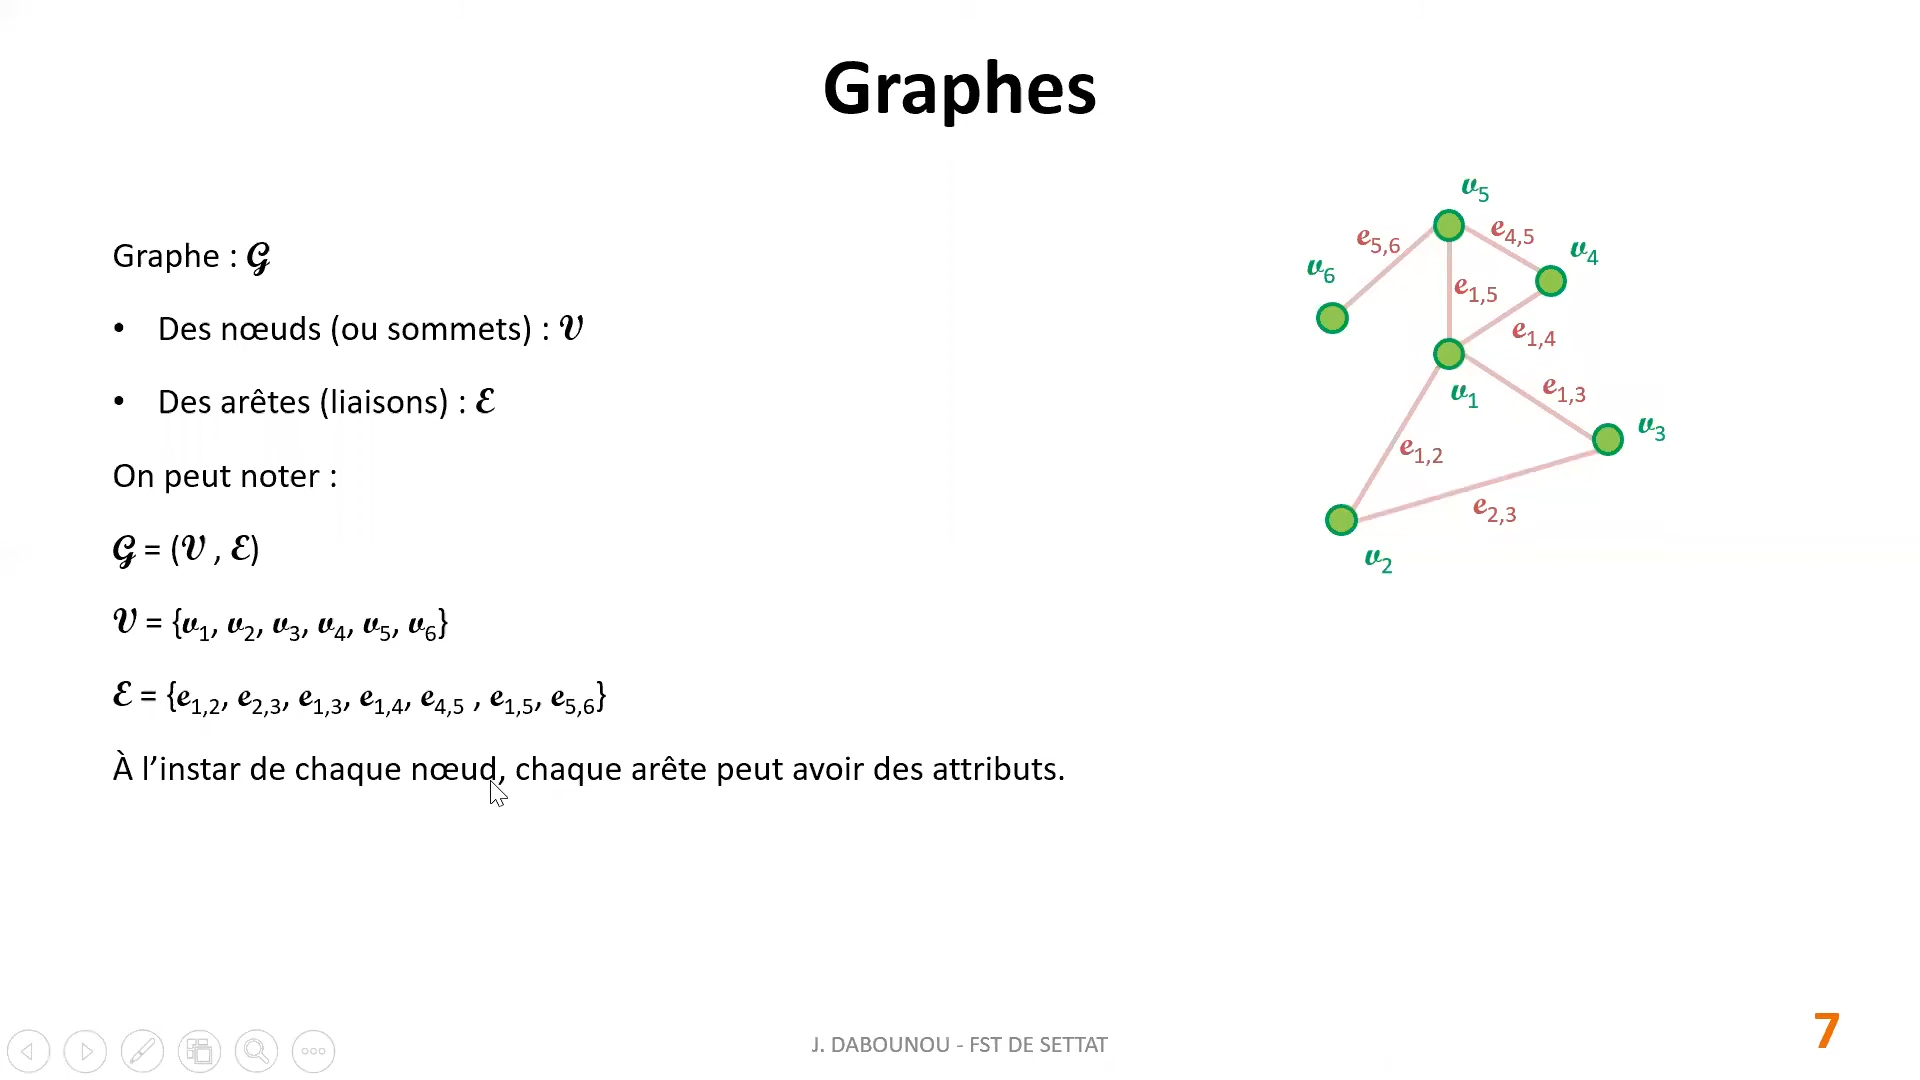 Graphes
Graphe : 𝓖
• Des nœuds (ou sommets) : 𝓥
• Des arêtes (liaisons) : 𝓔
On peut noter :
𝓖 = (𝓥 , 𝓔)
𝓥 = {𝒗1, 𝒗2, 𝒗3, 𝒗4, 𝒗5, 𝒗6}
𝓔 = {𝒆1,2, 𝒆2,3, 𝒆1,3, 𝒆1,4, 𝒆4,5 , 𝒆1,5, 𝒆5,6}
À l’instar de chaque nœud, chaque arête peut avoir des attributs.
𝒗5
𝒆5,6
𝒆4,5
𝒗4
𝒗6
𝒆1,5
𝒆1,4
𝒗1
𝒆1,3
𝒗3
𝒆1,2
𝒆2,3
𝒗2
J. DABOUNOU - FST DE SETTAT
7